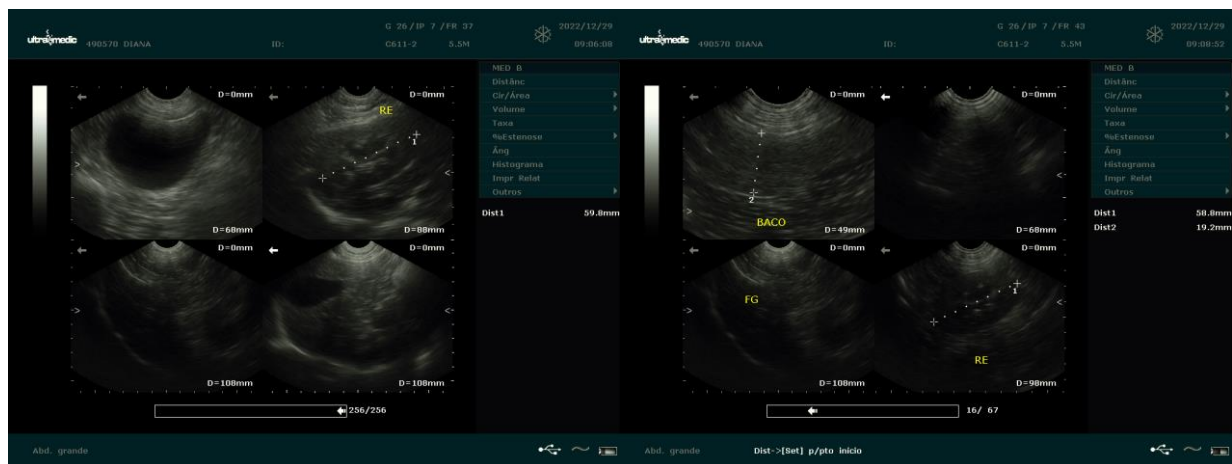 G 26/IP 7 /FR 37
2022/12/29
ultramedic
490570 DIANA
ID:
C611-2
5.5M
09:06:08
MED B
Distânc
Cir/Área
Volume
Taxa
%Estenose
Âng
Histograma
Impr Relat
Outros
Dist1 59.8mm
D=0mm
D=68mm
D=0mm
RE
1
D=88mm
D=0mm
D=108mm
D=0mm
D=108mm
256/256
Abd. grande
G 26/IP 7 /FR 43
2022/12/29
ultramedic
490570 DIANA
ID:
C611-2
5.5M
09:08:52
MED B
Distânc
Cir/Área
Volume
Taxa
%Estenose
Âng
Histograma
Impr Relat
Outros
Dist1 50.8mm
Dist2 19.2mm
D=0mm
2
BACO
D=49mm
D=0mm
D=68mm
D=0mm
FG
D=108mm
D=0mm
1
RE
D=98mm
16/ 67
Abd. grande
Dist->[Set] p/pto início